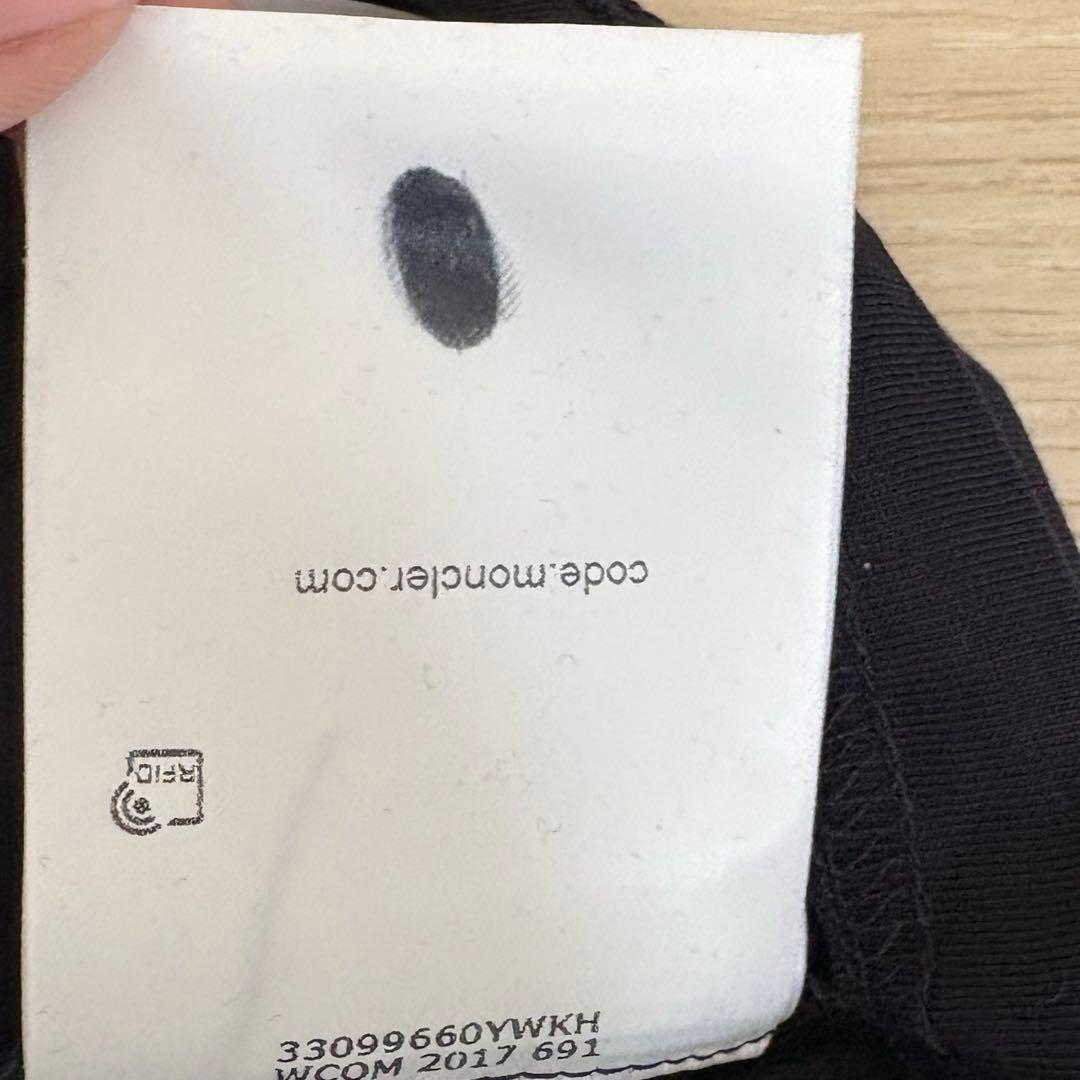 code.moncler.com
RFID
33099660YWKH
WCOM 2017 691